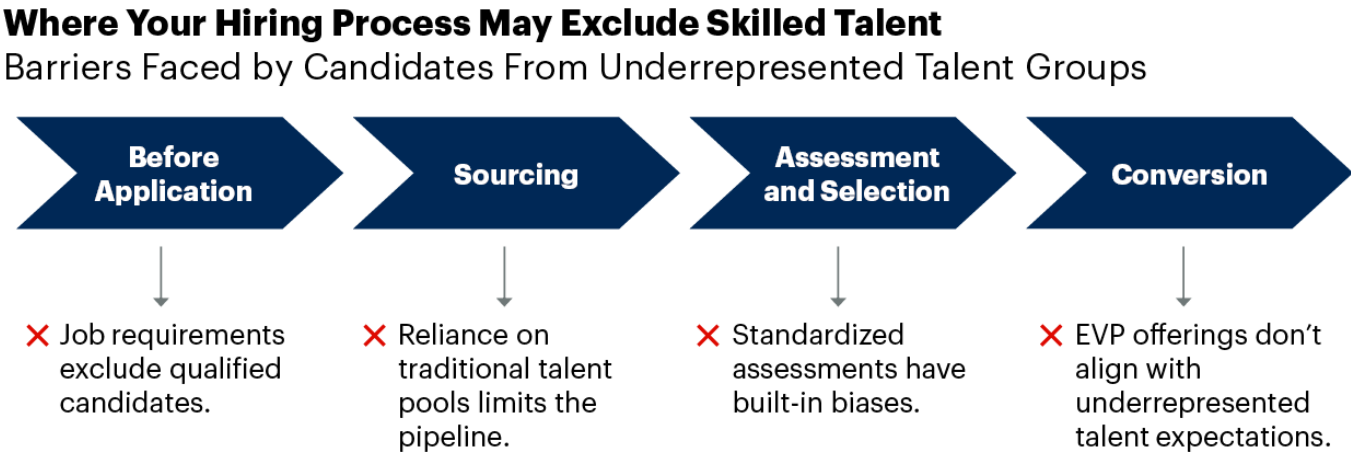 Where Your Hiring Process May Exclude Skilled Talent
Barriers Faced by Candidates From Underrepresented Talent Groups
Before
Application
Job requirements
exclude qualified
candidates.
Sourcing
Reliance on
traditional talent
pools limits the
pipeline.
Assessment
and Selection
Standardized
assessments have
built-in biases.
Conversion
EVP offerings don’t
align with
underrepresented
talent expectations.